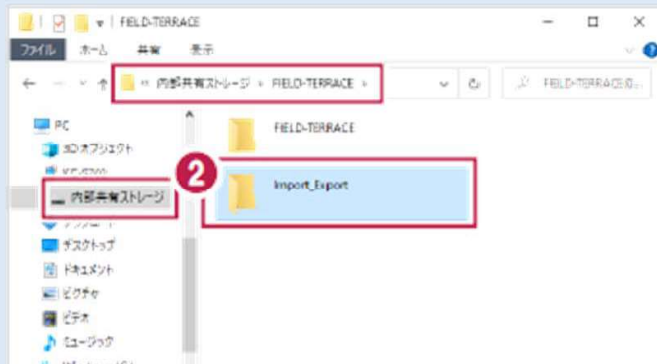 FIELD-TERRACE
ファイル ホーム 共有 表示
« 内部共有ストレージ › FIELD-TERRACE ›
PC
3Dオブジェクト
2
内部共有ストレージ
デスクトップ
ドキュメント
ピクチャ
ビデオ
ミュージック
FIELD-TERRACE
Import_Export